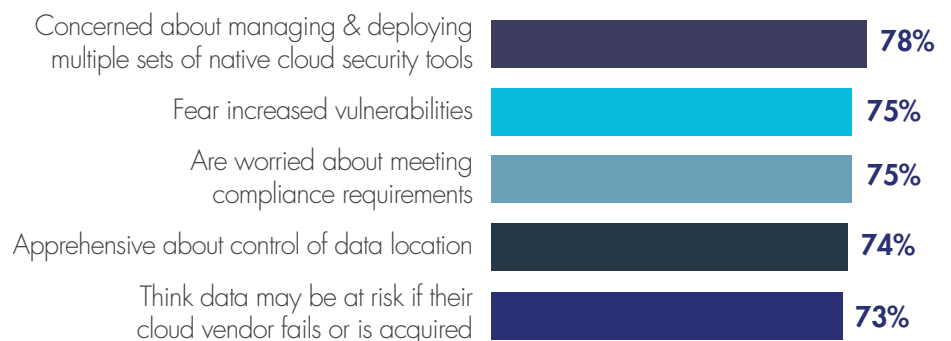 Concerned about managing & deploying
multiple sets of native cloud security tools
78%
Fear increased vulnerabilities
75%
Are worried about meeting
compliance requirements
75%
Apprehensive about control of data location
74%
Think data may be at risk if their
cloud vendor fails or is acquired
73%